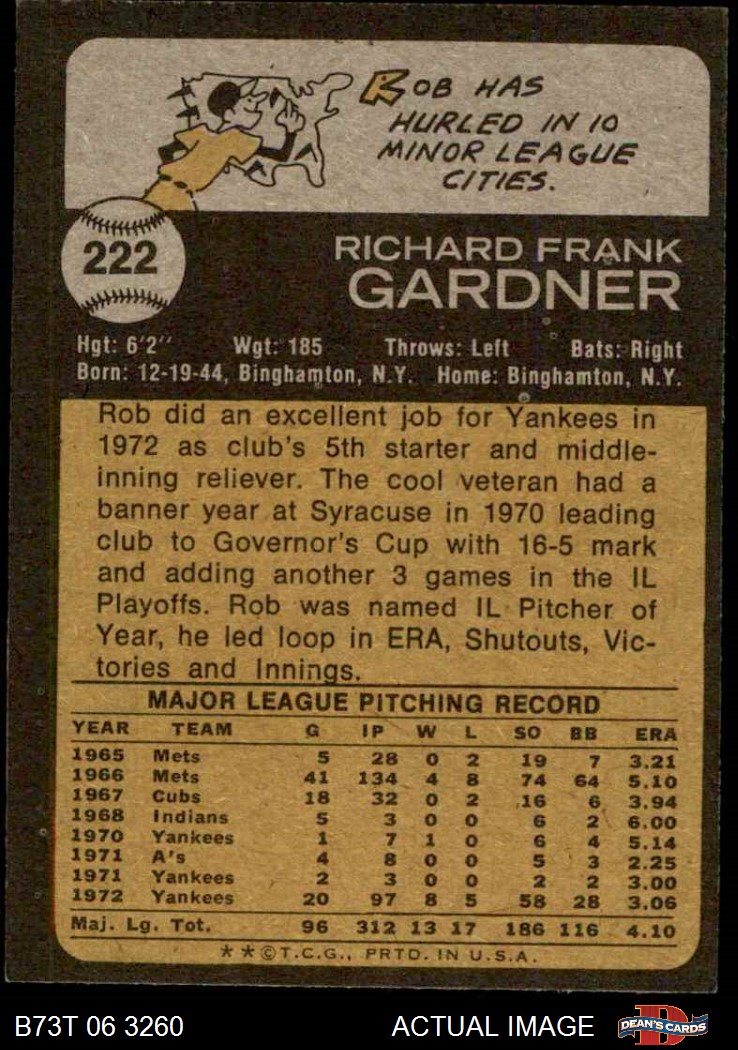 ROB HAS
HURLED IN 10
MINOR LEAGUE
CITIES.
222
RICHARD FRANK
GARDNER
Hgt: 6'2" Wgt: 185 Throws: Left Bats: Right
Born: 12-19-44, Binghamton, N.Y. Home: Binghamton, N.Y.
Rob did an excellent job for Yankees in
1972 as club's 5th starter and middle-
inning reliever. The cool veteran had a
banner year at Syracuse in 1970 leading
club to Governor's Cup with 16-5 mark
and adding another 3 games in the IL
Playoffs. Rob was named IL Pitcher of
Year, he led loop in ERA, Shutouts, Vic-
tories and Innings.
MAJOR LEAGUE PITCHING RECORD
YEAR TEAM G IP W L SO BB ERA
1965 Mets 5 28 0 2 19 7 3.21
1966 Mets 41 134 4 8 74 64 5.10
1967 Cubs 18 32 0 2 16 6 3.94
1968 Indians 5 3 0 0 6 2 6.00
1970 Yankees 1 7 1 0 6 4 5.14
1971 A's 4 8 0 0 5 3 2.25
1971 Yankees 2 3 0 0 2 2 3.00
1972 Yankees 20 97 8 5 58 28 3.06
Maj. Lg. Tot. 96 312 13 17 186 116 4.10
* * © T.C.G., PRTD. IN U.S.A.
B73T 06 3260 ACTUAL IMAGE DEAN'S CARDS